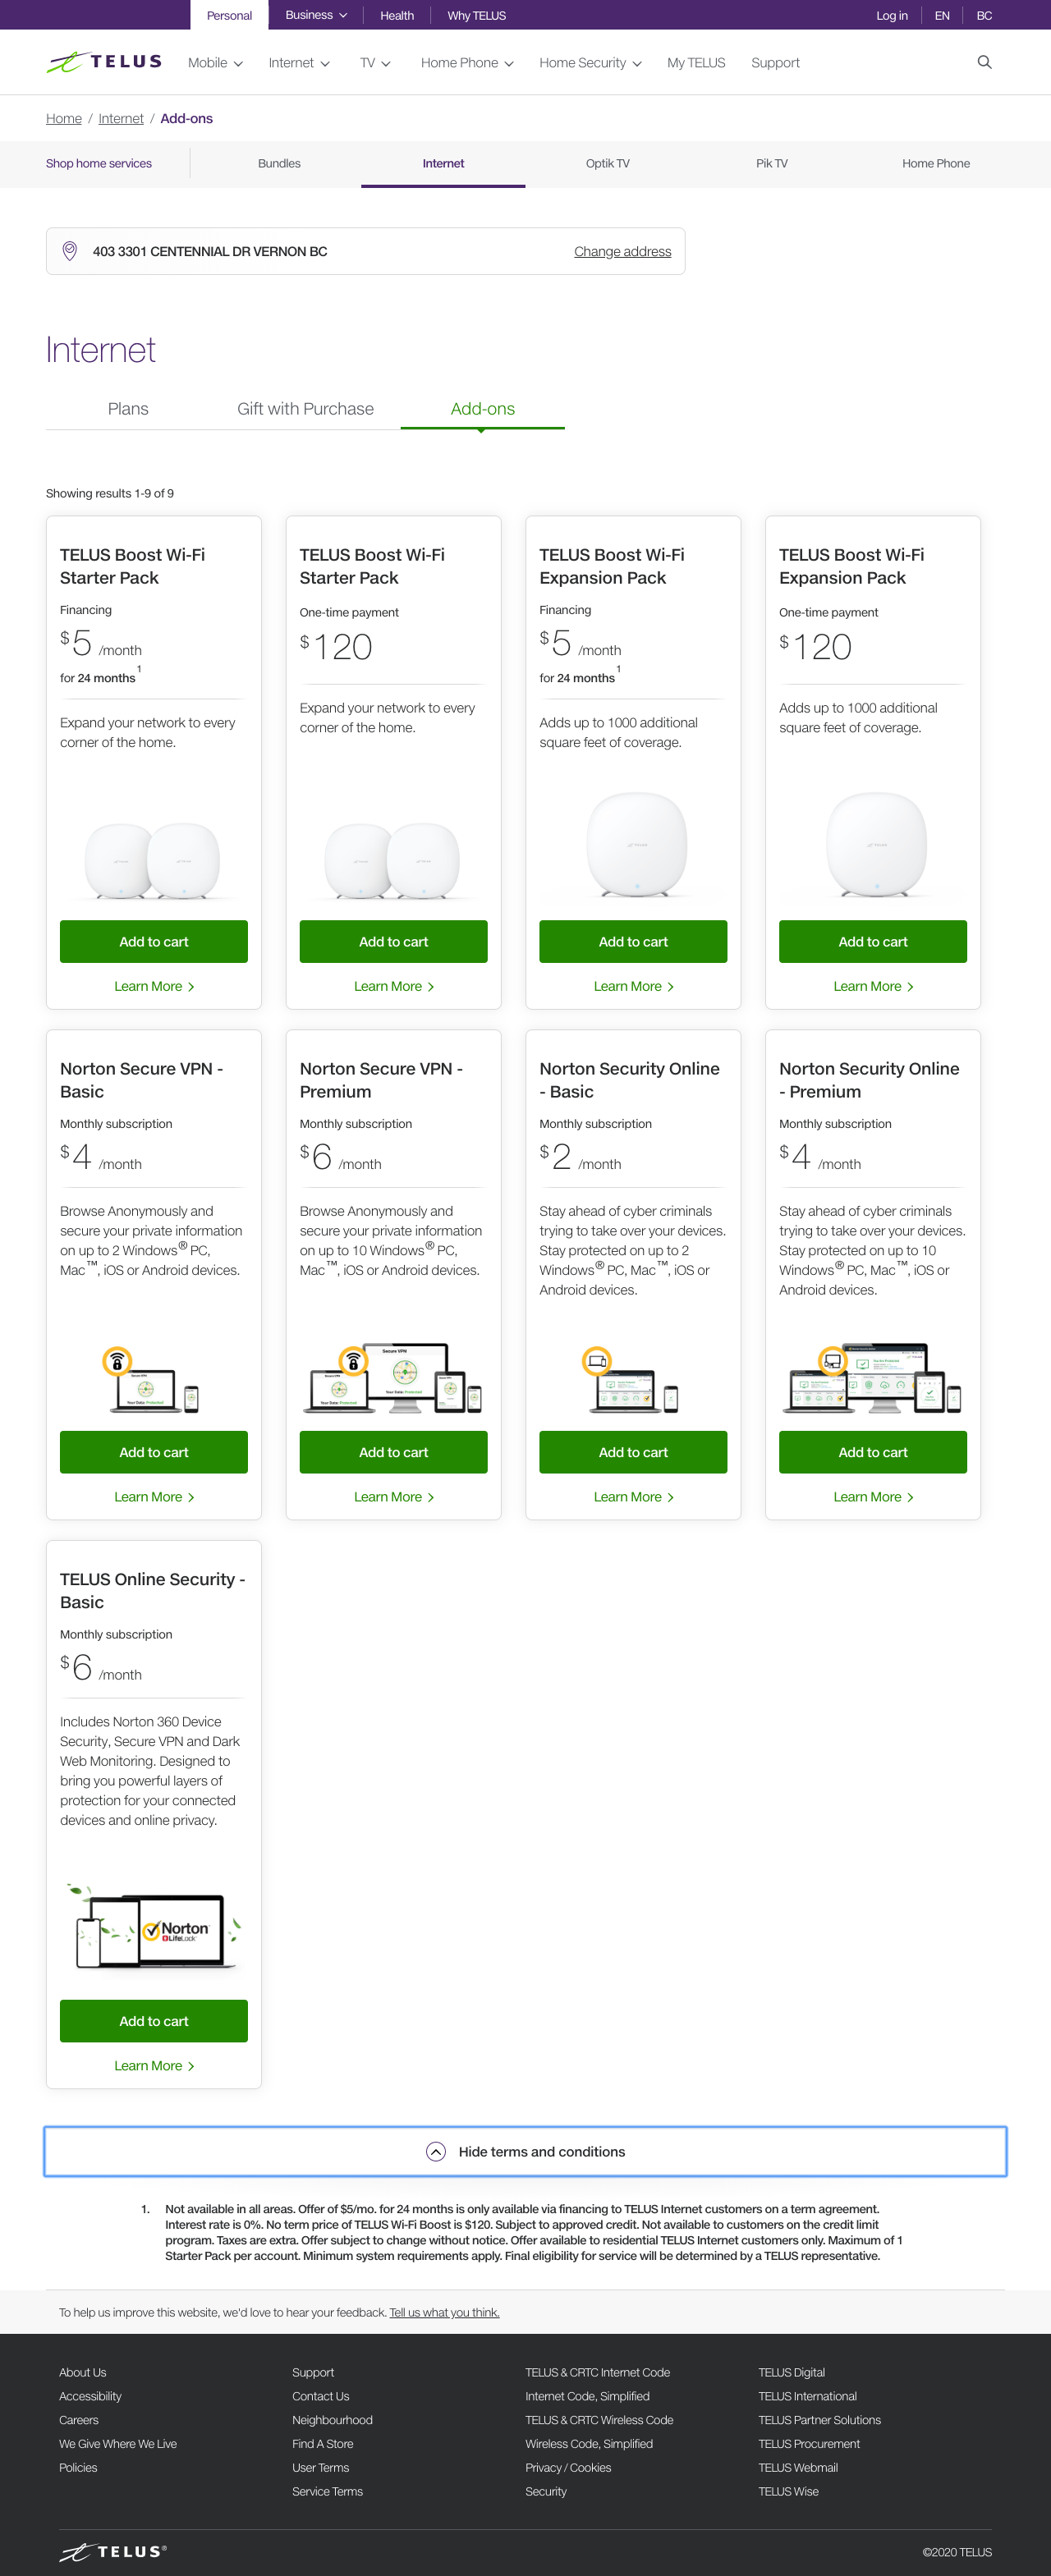 Personal
Business
Health
Why TELUS
Log in
EN
BC
TELUS
Mobile
Internet
TV
Home Phone
Home Security
My TELUS
Support
Home / Internet / Add-ons
Shop home services
Bundles
Internet
Optik TV
Pik TV
Home Phone
403 3301 CENTENNIAL DR VERNON BC
Change address
Internet
Plans
Gift with Purchase
Add-ons
Showing results 1-9 of 9
TELUS Boost Wi-Fi
Starter Pack
Financing
$5 /month
for 24 months1
Expand your network to every
corner of the home.
Add to cart
Learn More
TELUS Boost Wi-Fi
Starter Pack
One-time payment
$120
Expand your network to every
corner of the home.
Add to cart
Learn More
TELUS Boost Wi-Fi
Expansion Pack
Financing
$5 /month
for 24 months1
Adds up to 1000 additional
square feet of coverage.
Add to cart
Learn More
TELUS Boost Wi-Fi
Expansion Pack
One-time payment
$120
Adds up to 1000 additional
square feet of coverage.
Add to cart
Learn More
Norton Secure VPN -
Basic
Monthly subscription
$4 /month
Browse Anonymously and
secure your private information
on up to 2 Windows® PC,
Mac™, iOS or Android devices.
Add to cart
Learn More
Norton Secure VPN -
Premium
Monthly subscription
$6 /month
Browse Anonymously and
secure your private information
on up to 10 Windows® PC,
Mac™, iOS or Android devices.
Secure VPN
Your Data: Protected
Add to cart
Learn More
Norton Security Online
- Basic
Monthly subscription
$2 /month
Stay ahead of cyber criminals
trying to take over your devices.
Stay protected on up to 2
Windows® PC, Mac™, iOS or
Android devices.
Add to cart
Learn More
Norton Security Online
- Premium
Monthly subscription
$4 /month
Stay ahead of cyber criminals
trying to take over your devices.
Stay protected on up to 10
Windows® PC, Mac™, iOS or
Android devices.
Add to cart
Learn More
TELUS Online Security -
Basic
Monthly subscription
$6 /month
Includes Norton 360 Device
Security, Secure VPN and Dark
Web Monitoring. Designed to
bring you powerful layers of
protection for your connected
devices and online privacy.
Norton
LifeLock
Add to cart
Learn More
Hide terms and conditions
1. Not available in all areas. Offer of $5/mo. for 24 months is only available via financing to TELUS Internet customers on a term agreement.
Interest rate is 0%. No term price of TELUS Wi-Fi Boost is $120. Subject to approved credit. Not available to customers on the credit limit
program. Taxes are extra. Offer subject to change without notice. Offer available to residential TELUS Internet customers only. Maximum of 1
Starter Pack per account. Minimum system requirements apply. Final eligibility for service will be determined by a TELUS representative.
To help us improve this website, we'd love to hear your feedback. Tell us what you think.
About Us
Accessibility
Careers
We Give Where We Live
Policies
Support
Contact Us
Neighbourhood
Find A Store
User Terms
Service Terms
TELUS & CRTC Internet Code
Internet Code, Simplified
TELUS & CRTC Wireless Code
Wireless Code, Simplified
Privacy / Cookies
Security
TELUS Digital
TELUS International
TELUS Partner Solutions
TELUS Procurement
TELUS Webmail
TELUS Wise
TELUS®
©2020 TELUS